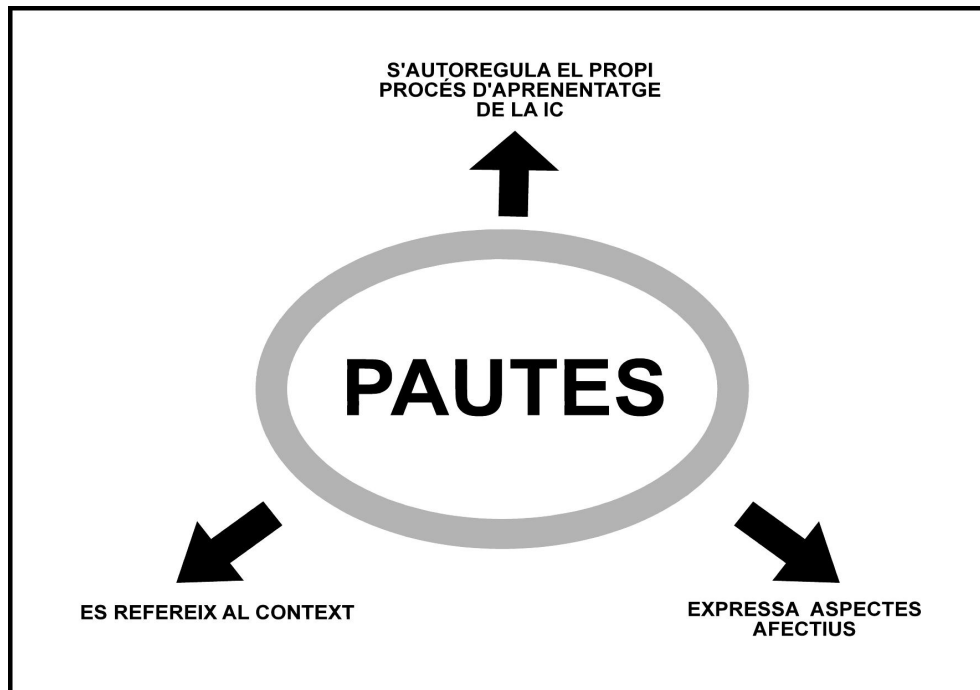 S'AUTOREGULA EL PROPI
PROCÉS D'APRENENTATGE
DE LA IC
PAUTES
ES REFEREIX AL CONTEXT
EXPRESSA ASPECTES
AFECTIUS